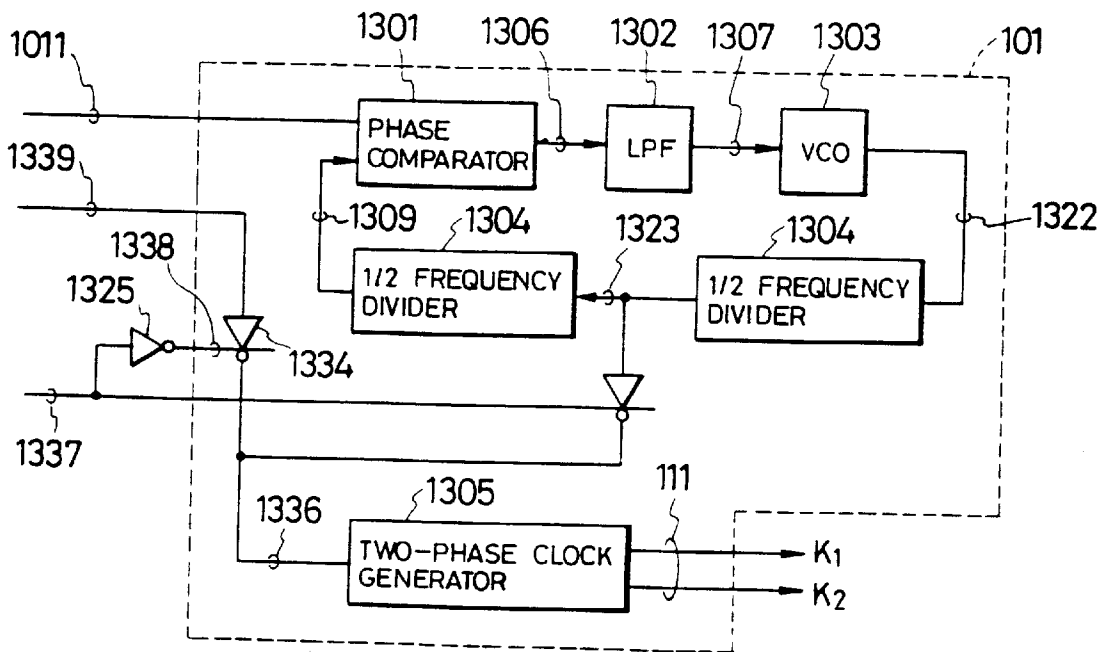 1011
1301
1306
1302
1307
1303
101
PHASE
COMPARATOR
LPF
VCO
1339
1309
1304
1323
1304
1322
1338
1325
1/2 FREQUENCY
DIVIDER
1/2 FREQUENCY
DIVIDER
1334
1337
1305
111
1336
TWO-PHASE CLOCK
GENERATOR
K1
K2